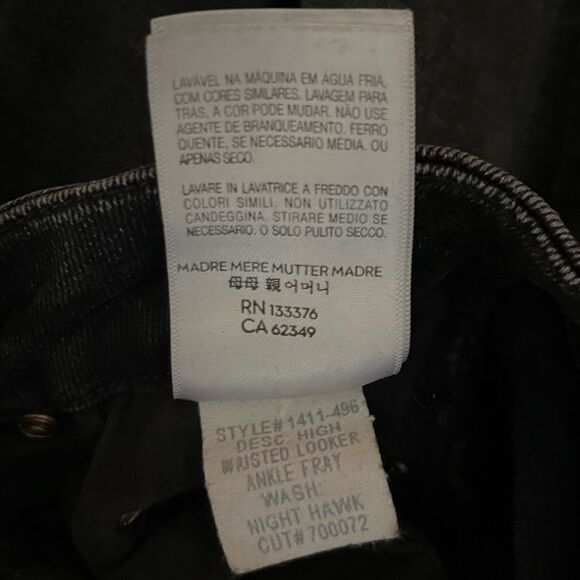 LAVAVEL NA MÁQUINA EM ÁGUA FRIA,
COM CORES SIMILARES. LAVAGEM PARA
TRÁS, A COR PODE MUDAR. NÃO USE
AGENTE DE BRANQUEAMENTO. FERRO
QUENTE, SE NECESSÁRIO MÉDIA. OU
APENAS SECO.
LAVARE IN LAVATRICE A FREDDO CON
COLORI SIMILI. NON UTILIZZATO
CANDEGGINA. STIRARE MEDIO SE
NECESSARIO. O SOLO PULITO SECCO.
MADRE MERE MUTTER MADRE
母母 親 어머니
RN 133376
CA 62349
STYLE# 1411-496
DESC HIGH
WAISTED LOOKER
ANKLE FRAY
WASH:
NIGHT HAWK
CUT# 700072